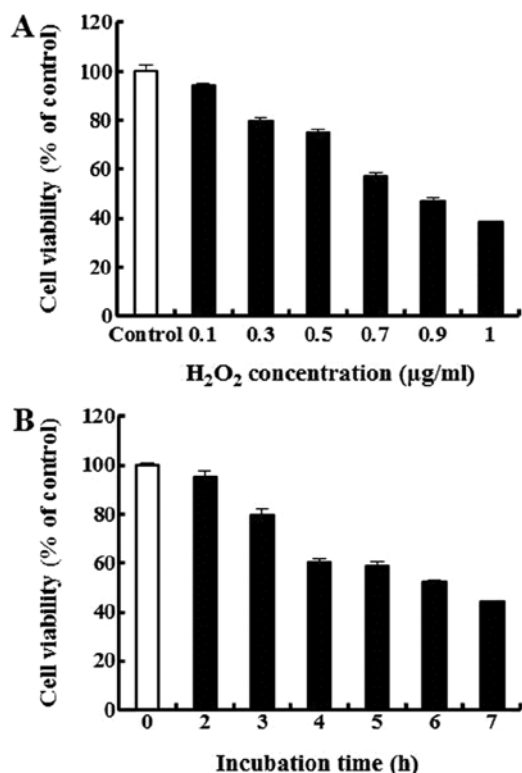 A
120
100
80
60
40
20
0
Cell viability (% of control)
Control 0.1 0.3 0.5 0.7 0.9 1
H₂O₂ concentration (μg/ml)
B
120
100
80
60
40
20
0
Cell viability (% of control)
0 2 3 4 5 6 7
Incubation time (h)